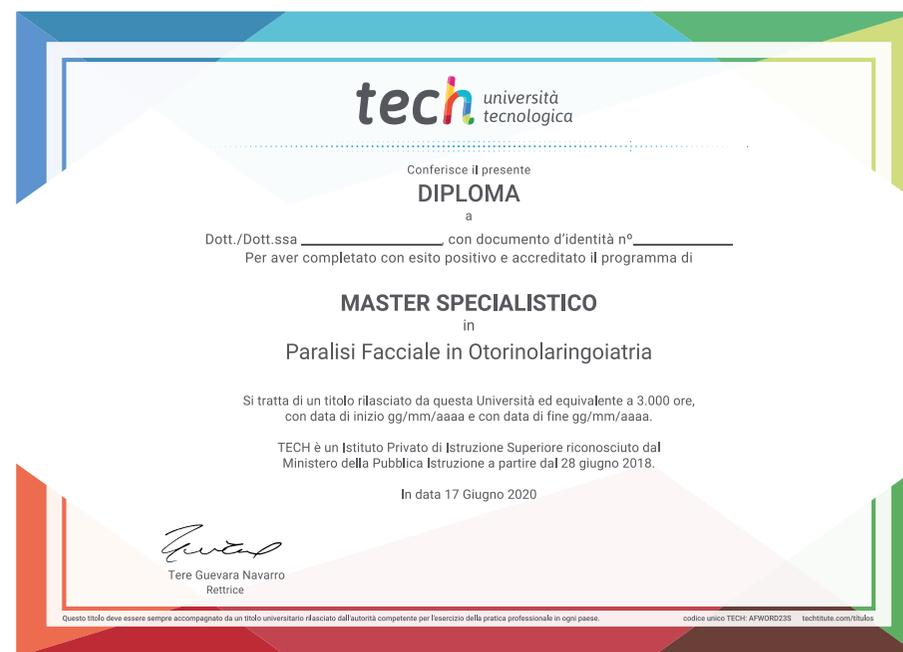 tech università
tecnologica
Conferisce il presente
DIPLOMA
a
Dott./Dott.ssa ________________, con documento d'identità nº____________
Per aver completato con esito positivo e accreditato il programma di
MASTER SPECIALISTICO
in
Paralisi Facciale in Otorinolaringoiatria
Si tratta di un titolo rilasciato da questa Università ed equivalente a 3.000 ore,
con data di inizio gg/mm/aaaa e con data di fine gg/mm/aaaa.
TECH è un Istituto Privato di Istruzione Superiore riconosciuto dal
Ministero della Pubblica Istruzione a partire dal 28 giugno 2018.
In data 17 Giugno 2020
Tere Guevara Navarro
Rettrice
Questo titolo deve essere sempre accompagnato da un titolo universitario rilasciato dall'autorità competente per l'esercizio della pratica professionale in ogni paese. codice unico TECH: AFWORD23S techtitute.com/titulos